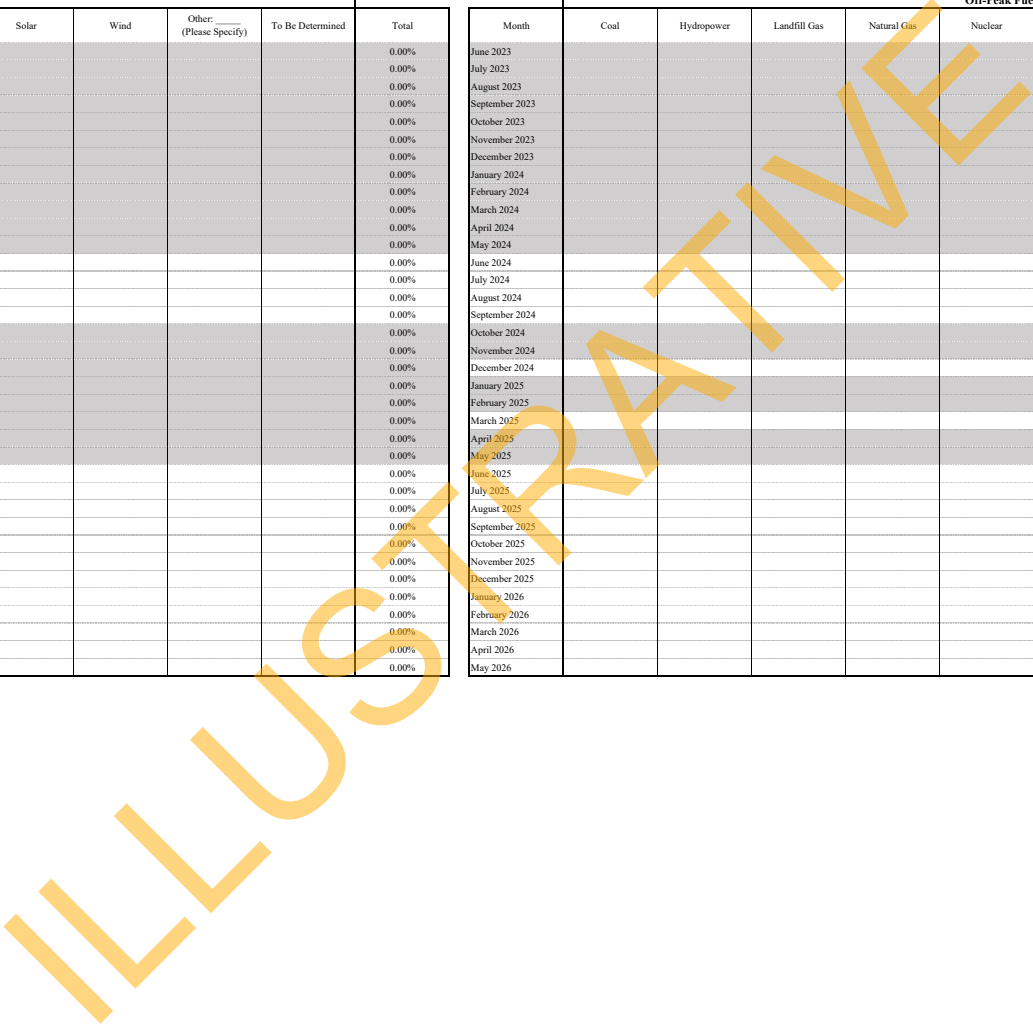 Off-Peak
Solar Wind Other: _____ (Please Specify) To Be Determined Total Month Coal Hydropower Landfill Gas Natural Gas Nuclear
0.00% June 2023
0.00% July 2023
0.00% August 2023
0.00% September 2023
0.00% October 2023
0.00% November 2023
0.00% December 2023
0.00% January 2024
0.00% February 2024
0.00% March 2024
0.00% April 2024
0.00% May 2024
0.00% June 2024
0.00% July 2024
0.00% August 2024
0.00% September 2024
0.00% October 2024
0.00% November 2024
0.00% December 2024
0.00% January 2025
0.00% February 2025
0.00% March 2025
0.00% April 2025
0.00% May 2025
0.00% June 2025
0.00% July 2025
0.00% August 2025
0.00% September 2025
0.00% October 2025
0.00% November 2025
0.00% December 2025
0.00% January 2026
0.00% February 2026
0.00% March 2026
0.00% April 2026
0.00% May 2026
ILLUSTRATIVE